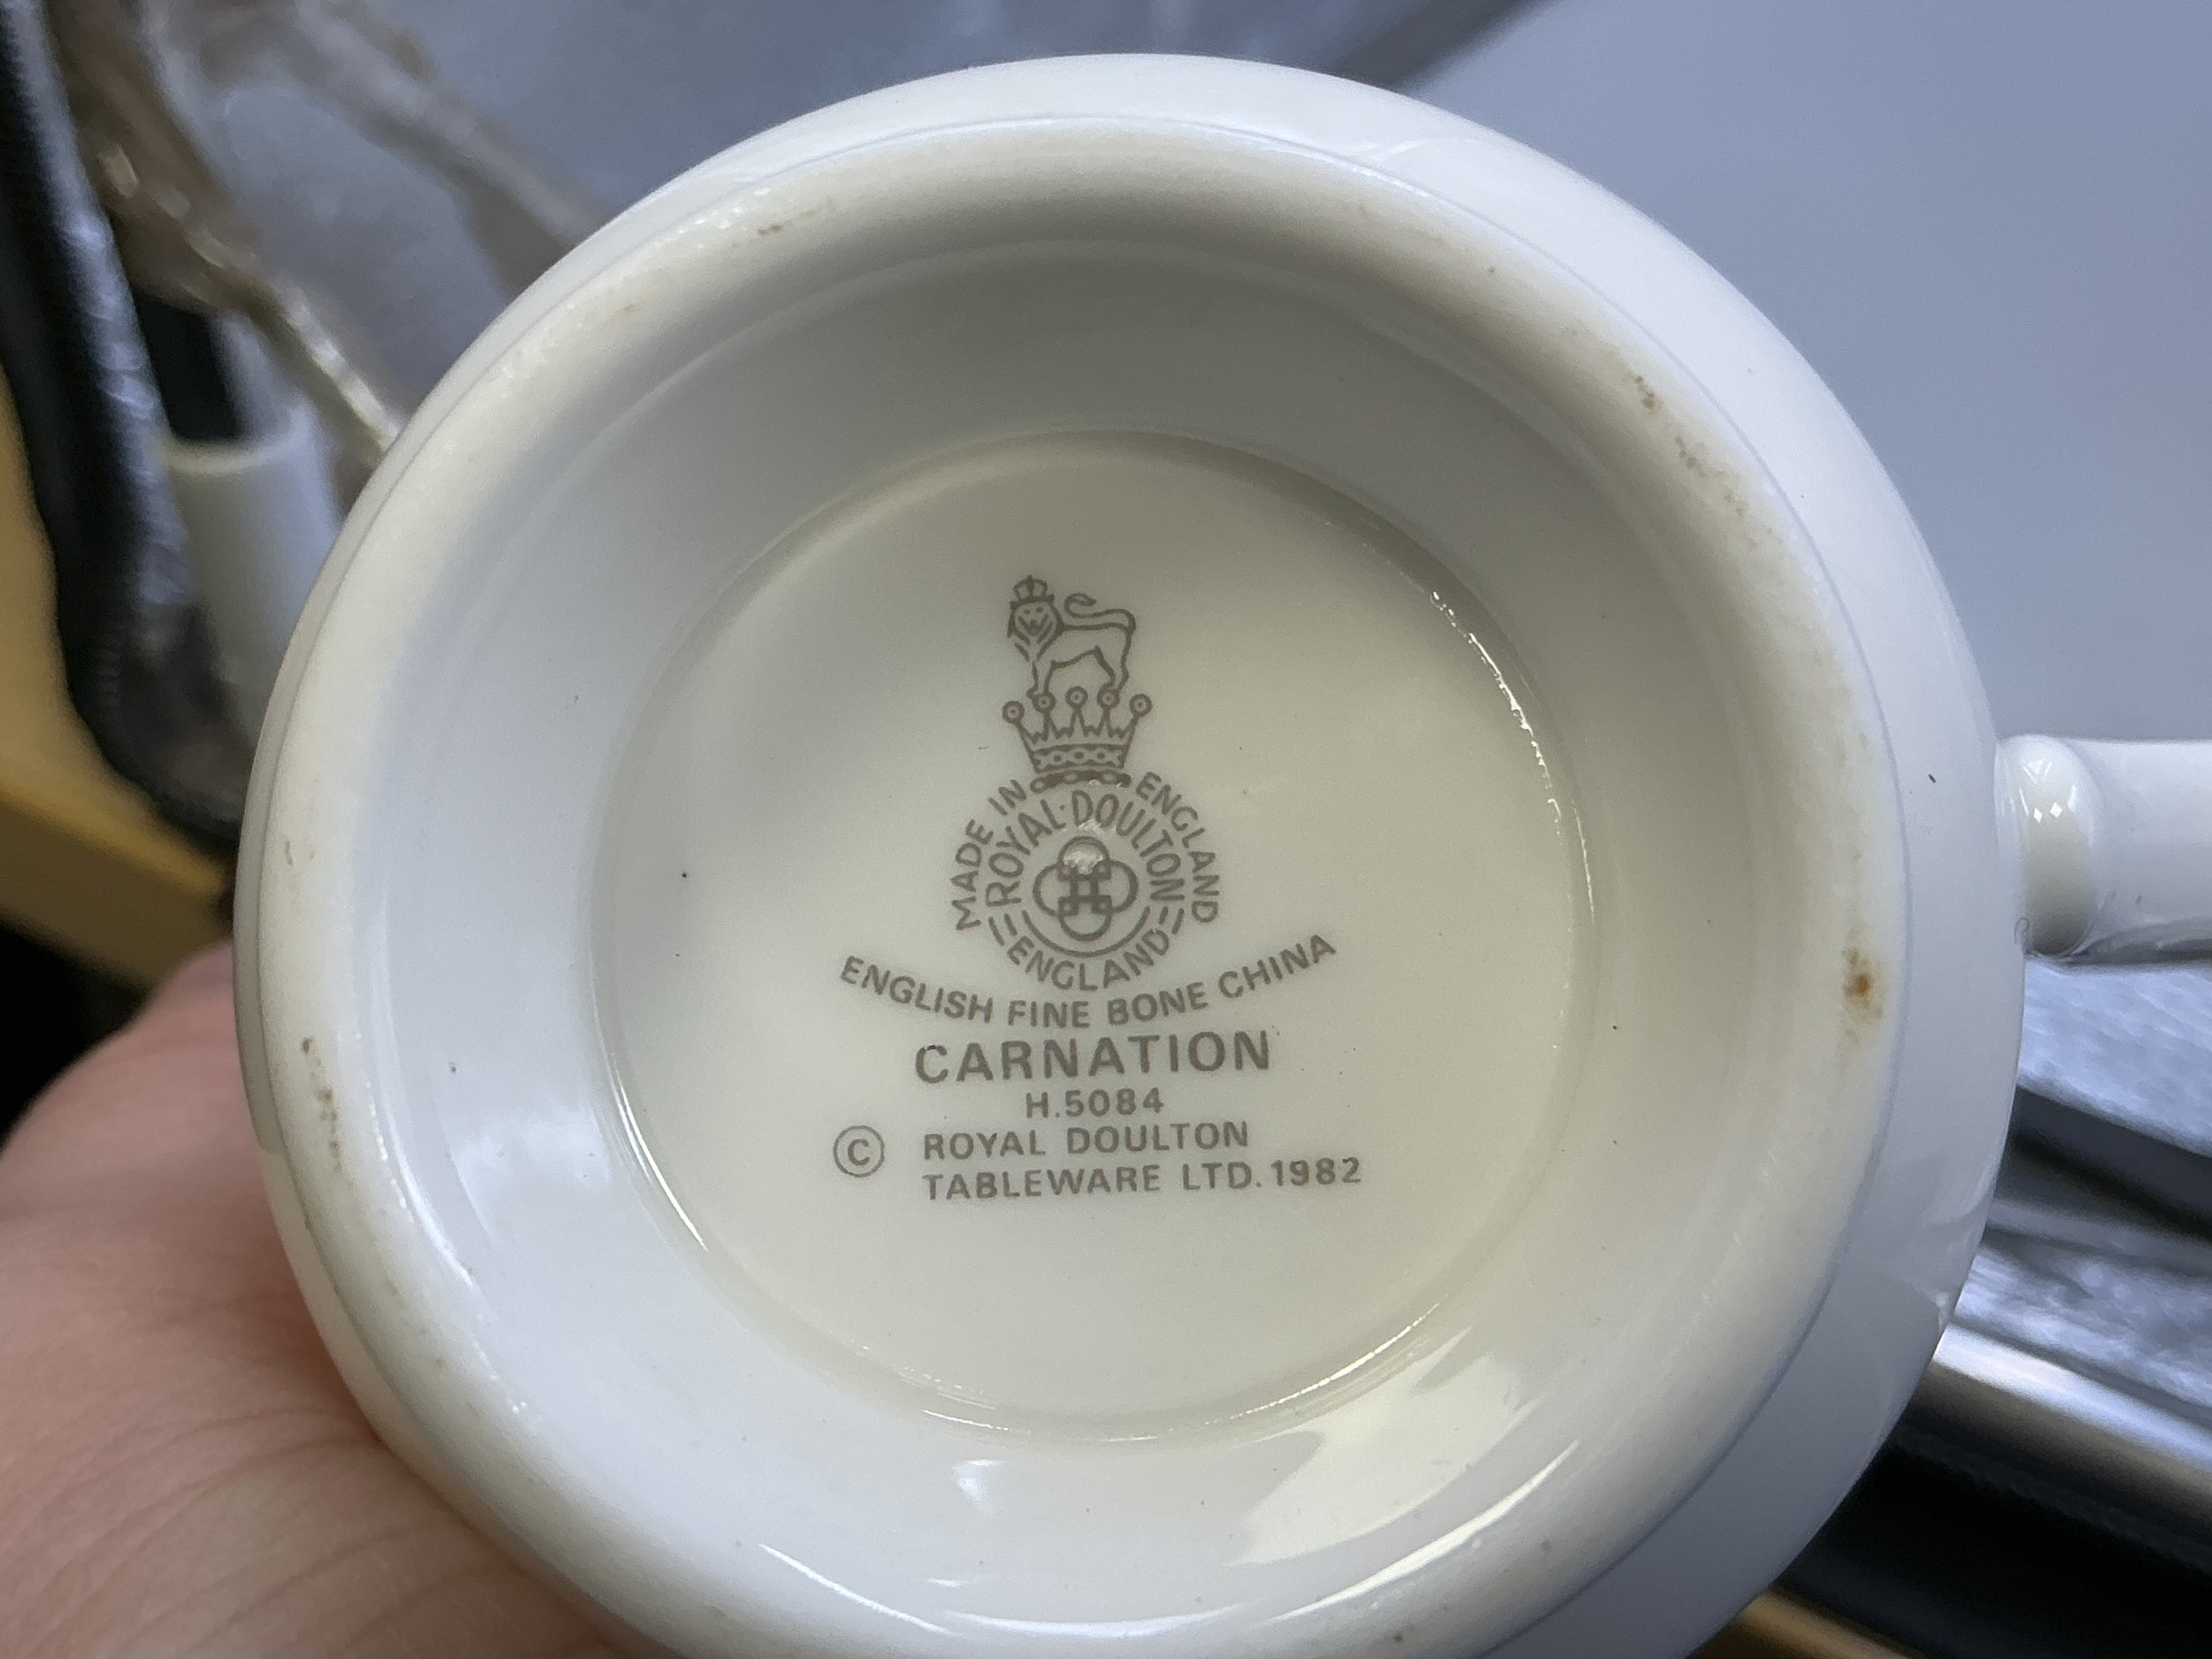 MADE IN ENGLAND
ROYAL·DOULTON
ENGLAND
ENGLISH FINE BONE CHINA
CARNATION
H.5084
© ROYAL DOULTON
TABLEWARE LTD. 1982